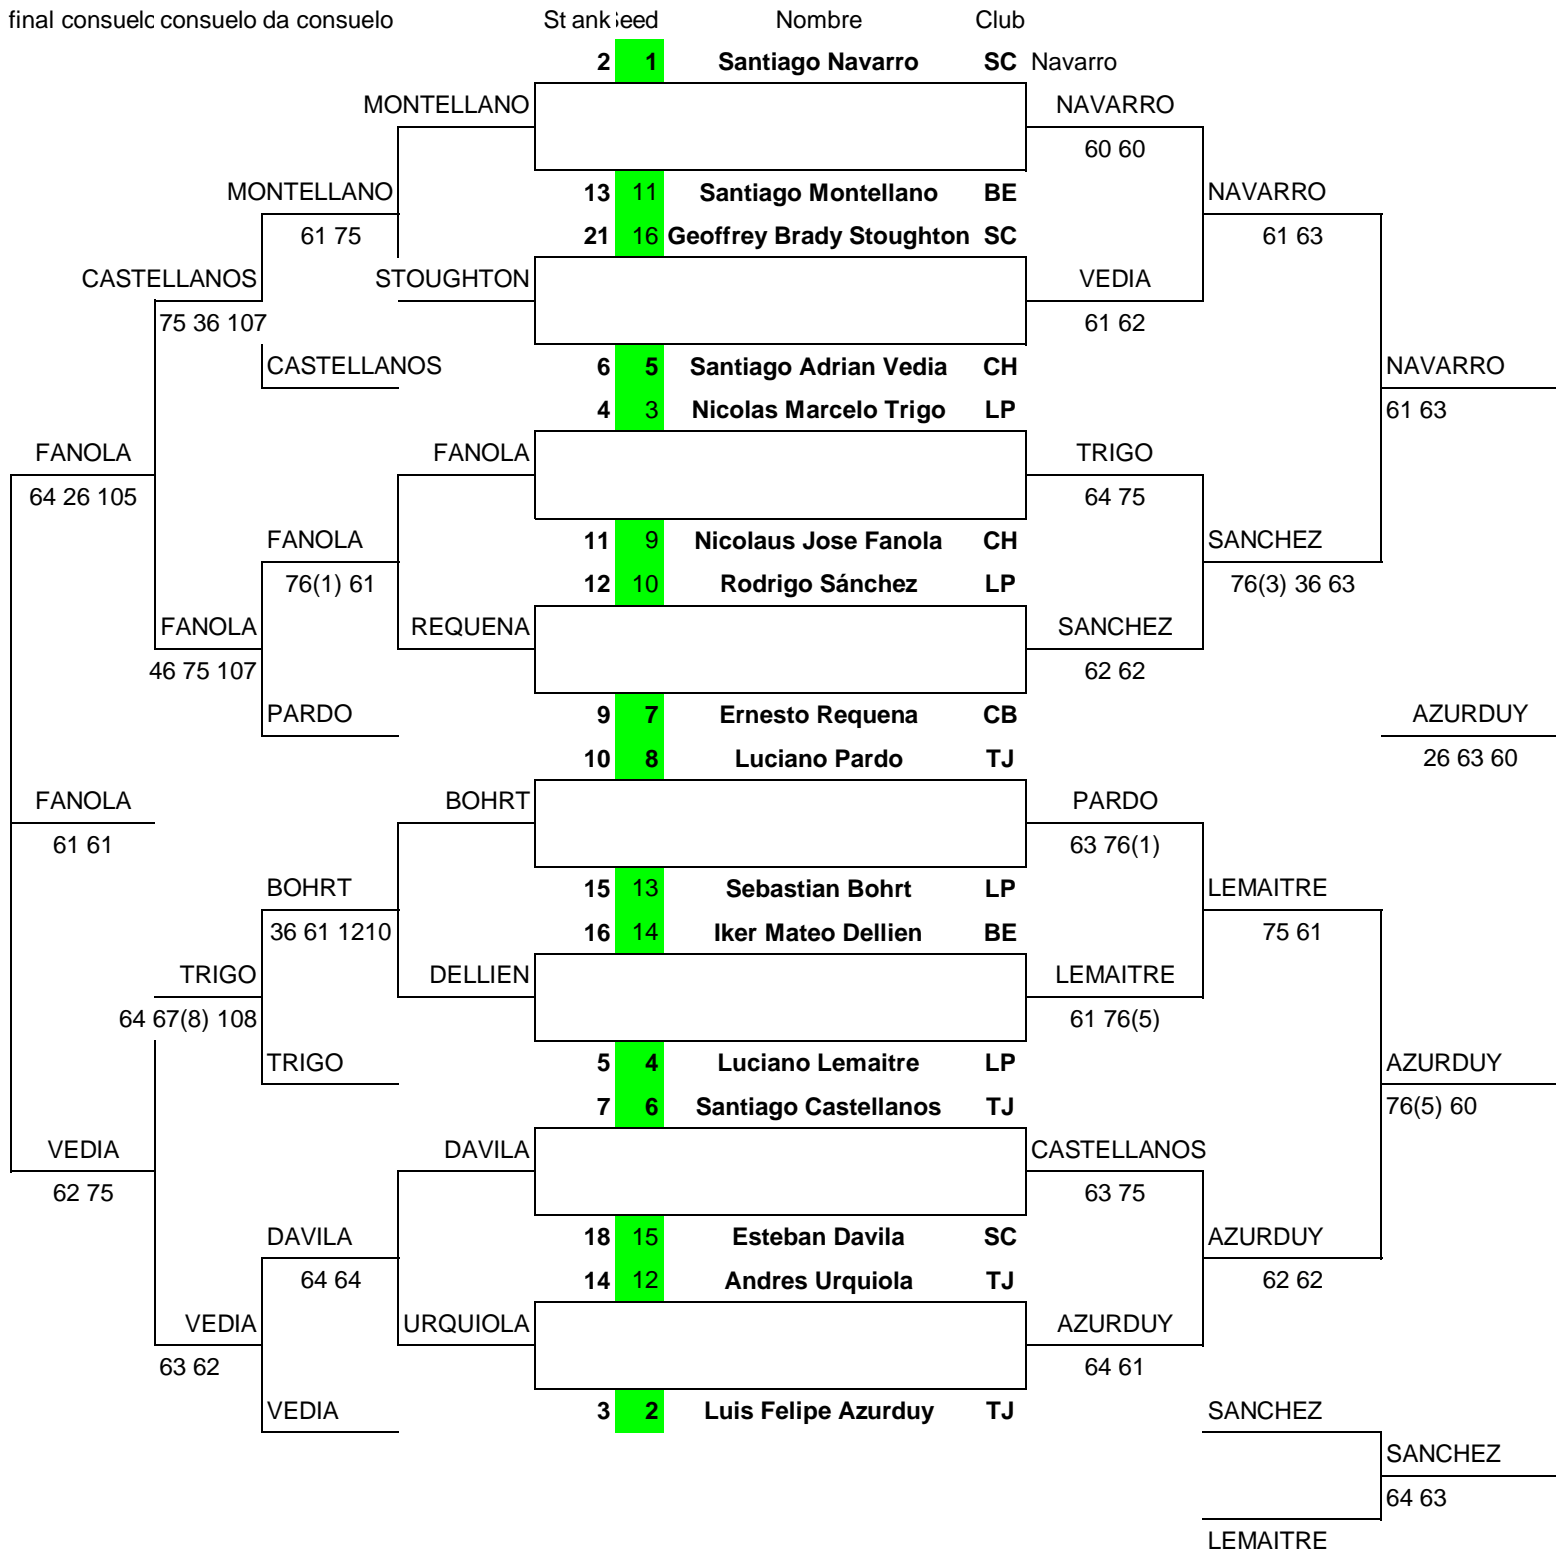 final consuelo consuelo da consuelo St ank Seed Nombre Club
2 1 Santiago Navarro SC Navarro
MONTELLANO NAVARRO
60 60
MONTELLANO 13 11 Santiago Montellano BE NAVARRO
61 75 21 16 Geoffrey Brady Stoughton SC 61 63
CASTELLANOS STOUGHTON VEDIA
75 36 107 61 62
CASTELLANOS 6 5 Santiago Adrian Vedia CH NAVARRO
4 3 Nicolas Marcelo Trigo LP 61 63
FANOLA FANOLA TRIGO
64 26 105 64 75
FANOLA 11 9 Nicolaus Jose Fanola CH SANCHEZ
76(1) 61 12 10 Rodrigo Sánchez LP 76(3) 36 63
FANOLA REQUENA SANCHEZ
46 75 107 62 62
PARDO 9 7 Ernesto Requena CB AZURDUY
10 8 Luciano Pardo TJ 26 63 60
FANOLA BOHRT PARDO
61 61 63 76(1)
BOHRT 15 13 Sebastian Bohrt LP LEMAITRE
36 61 1210 16 14 Iker Mateo Dellien BE 75 61
TRIGO DELLIEN LEMAITRE
64 67(8) 108 61 76(5)
TRIGO 5 4 Luciano Lemaitre LP AZURDUY
7 6 Santiago Castellanos TJ 76(5) 60
VEDIA DAVILA CASTELLANOS
62 75 63 75
DAVILA 18 15 Esteban Davila SC AZURDUY
64 64 14 12 Andres Urquiola TJ 62 62
VEDIA URQUIOLA AZURDUY
63 62 64 61
VEDIA 3 2 Luis Felipe Azurduy TJ SANCHEZ
SANCHEZ
64 63
LEMAITRE